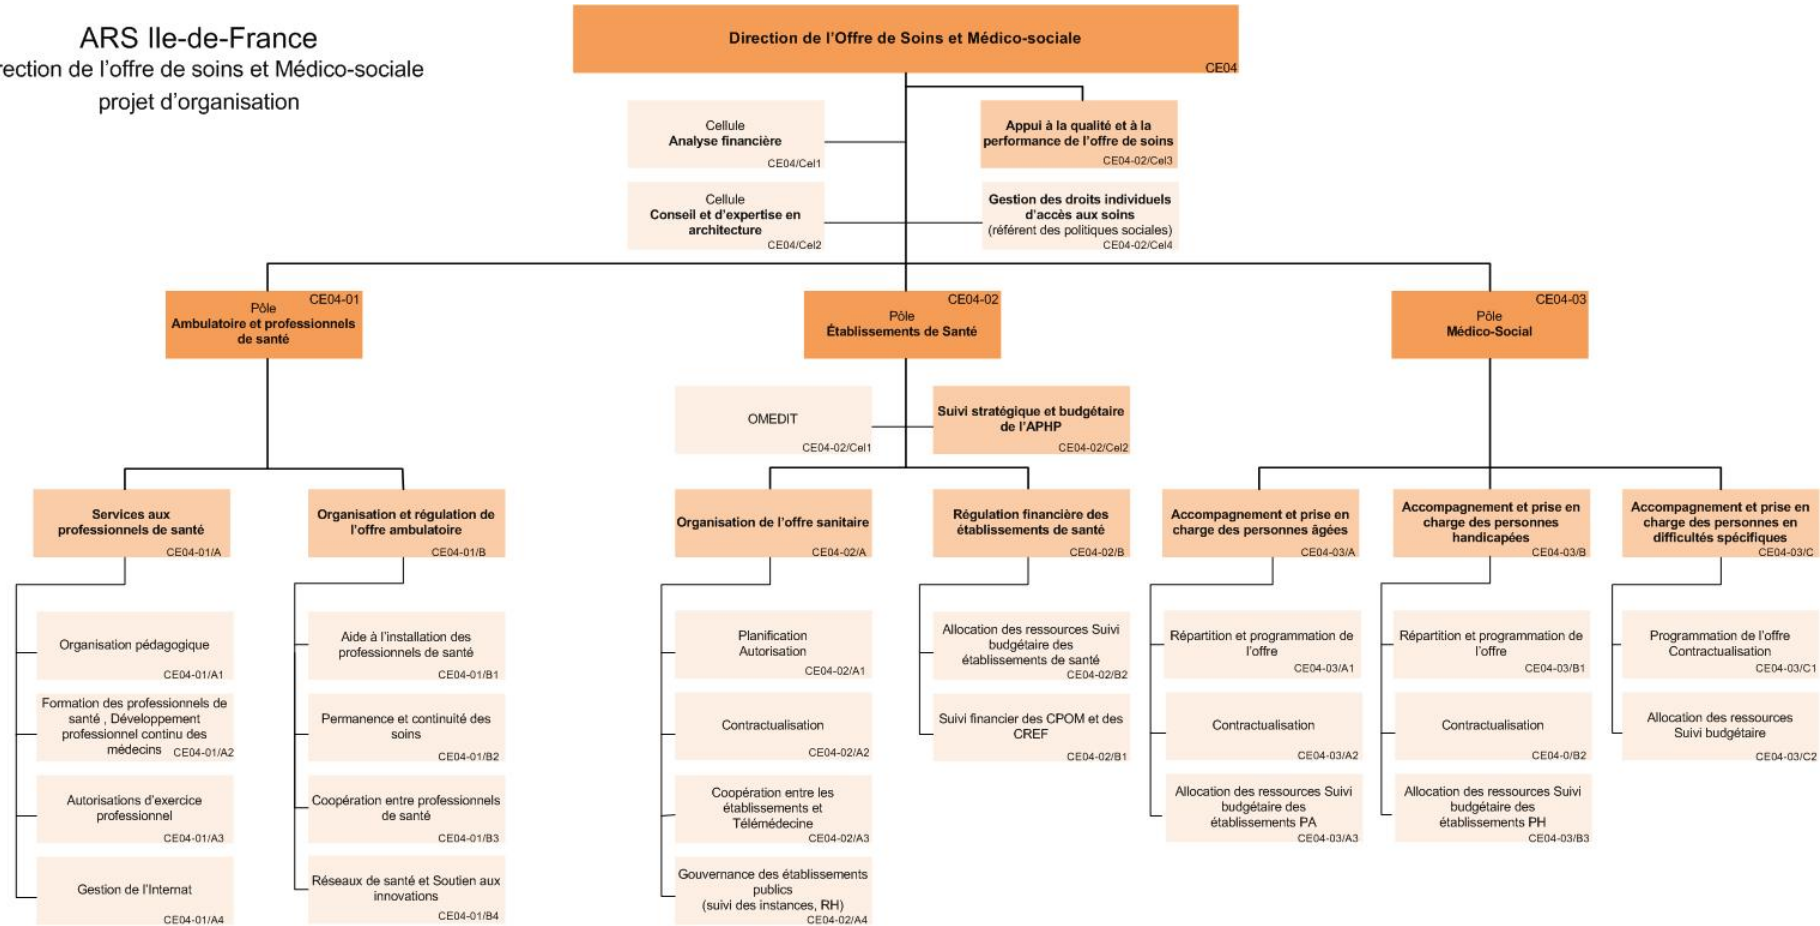 ARS Ile-de-France
rection de l'offre de soins et Médico-sociale
projet d'organisation
Direction de l'Offre de Soins et Médico-sociale
CE04
Cellule
Analyse financière
CE04/Cel1
Appui à la qualité et à la
performance de l'offre de soins
CE04-02/Cel3
Cellule
Conseil et d'expertise en
architecture
CE04/Cel2
Gestion des droits individuels
d'accès aux soins
(référent des politiques sociales)
CE04-02/Cel4
CE04-01
Pôle
Ambulatoire et professionnels
de santé
CE04-02
Pôle
Établissements de Santé
CE04-03
Pôle
Médico-Social
OMEDIT
CE04-02/Cel1
Suivi stratégique et budgétaire
de l'APHP
CE04-02/Cel2
Services aux
professionnels de santé
CE04-01/A
Organisation et régulation de
l'offre ambulatoire
CE04-01/B
Organisation de l'offre sanitaire
CE04-02/A
Régulation financière des
établissements de santé
CE04-02/B
Accompagnement et prise en
charge des personnes âgées
CE04-03/A
Accompagnement et prise en
charge des personnes
handicapées
CE04-03/B
Accompagnement et prise en
charge des personnes en
difficultés spécifiques
CE04-03/C
Organisation pédagogique
CE04-01/A1
Aide à l'installation des
professionnels de santé
CE04-01/B1
Planification
Autorisation
CE04-02/A1
Allocation des ressources Suivi
budgétaire des
établissements de santé
CE04-02/B2
Répartition et programmation de
l'offre
CE04-03/A1
Répartition et programmation de
l'offre
CE04-03/B1
Programmation de l'offre
Contractualisation
CE04-03/C1
Formation des professionnels de
santé , Développement
professionnel continu des
médecins CE04-01/A2
Permanence et continuité des
soins
CE04-01/B2
Contractualisation
CE04-02/A2
Suivi financier des CPOM et des
CREF
CE04-02/B1
Contractualisation
CE04-03/A2
Contractualisation
CE04-0/B2
Allocation des ressources
Suivi budgétaire
CE04-03/C2
Autorisations d'exercice
professionnel
CE04-01/A3
Coopération entre professionnels
de santé
CE04-01/B3
Coopération entre les
établissements et
Télémédecine
CE04-02/A3
Allocation des ressources Suivi
budgétaire des
établissements PA
CE04-03/A3
Allocation des ressources Suivi
budgétaire des
établissements PH
CE04-03/B3
Gestion de l'Internat
CE04-01/A4
Réseaux de santé et Soutien aux
innovations
CE04-01/B4
Gouvernance des établissements
publics
(suivi des instances, RH)
CE04-02/A4